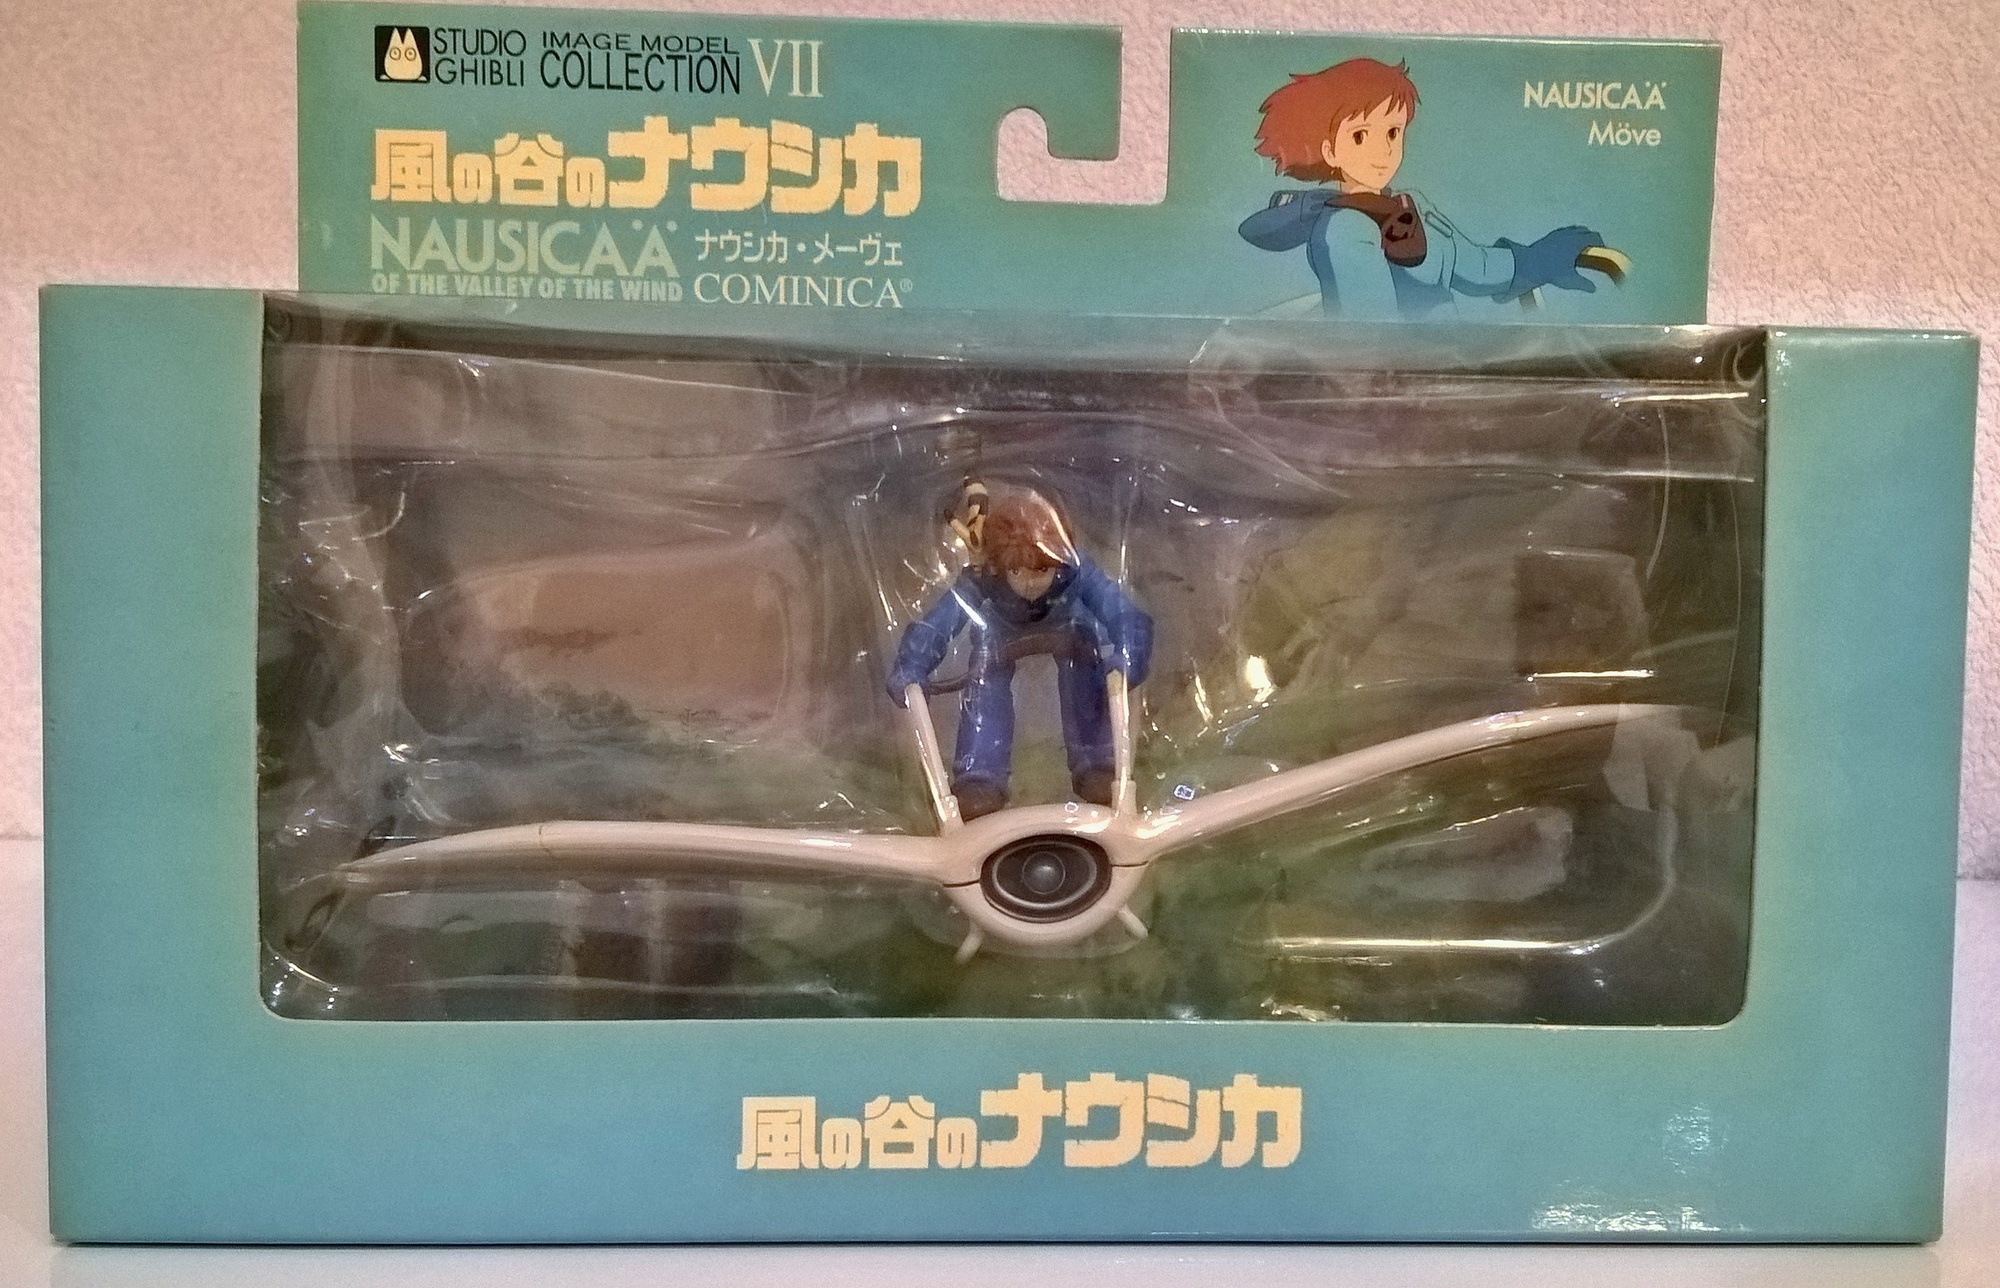 STUDIO GHIBLI
IMAGE MODEL COLLECTION VII
風の谷のナウシカ
NAUSICAÄ
OF THE VALLEY OF THE WIND
ナウシカ・メーヴェ
COMINICA®
NAUSICAÄ
Möve
風の谷のナウシカ